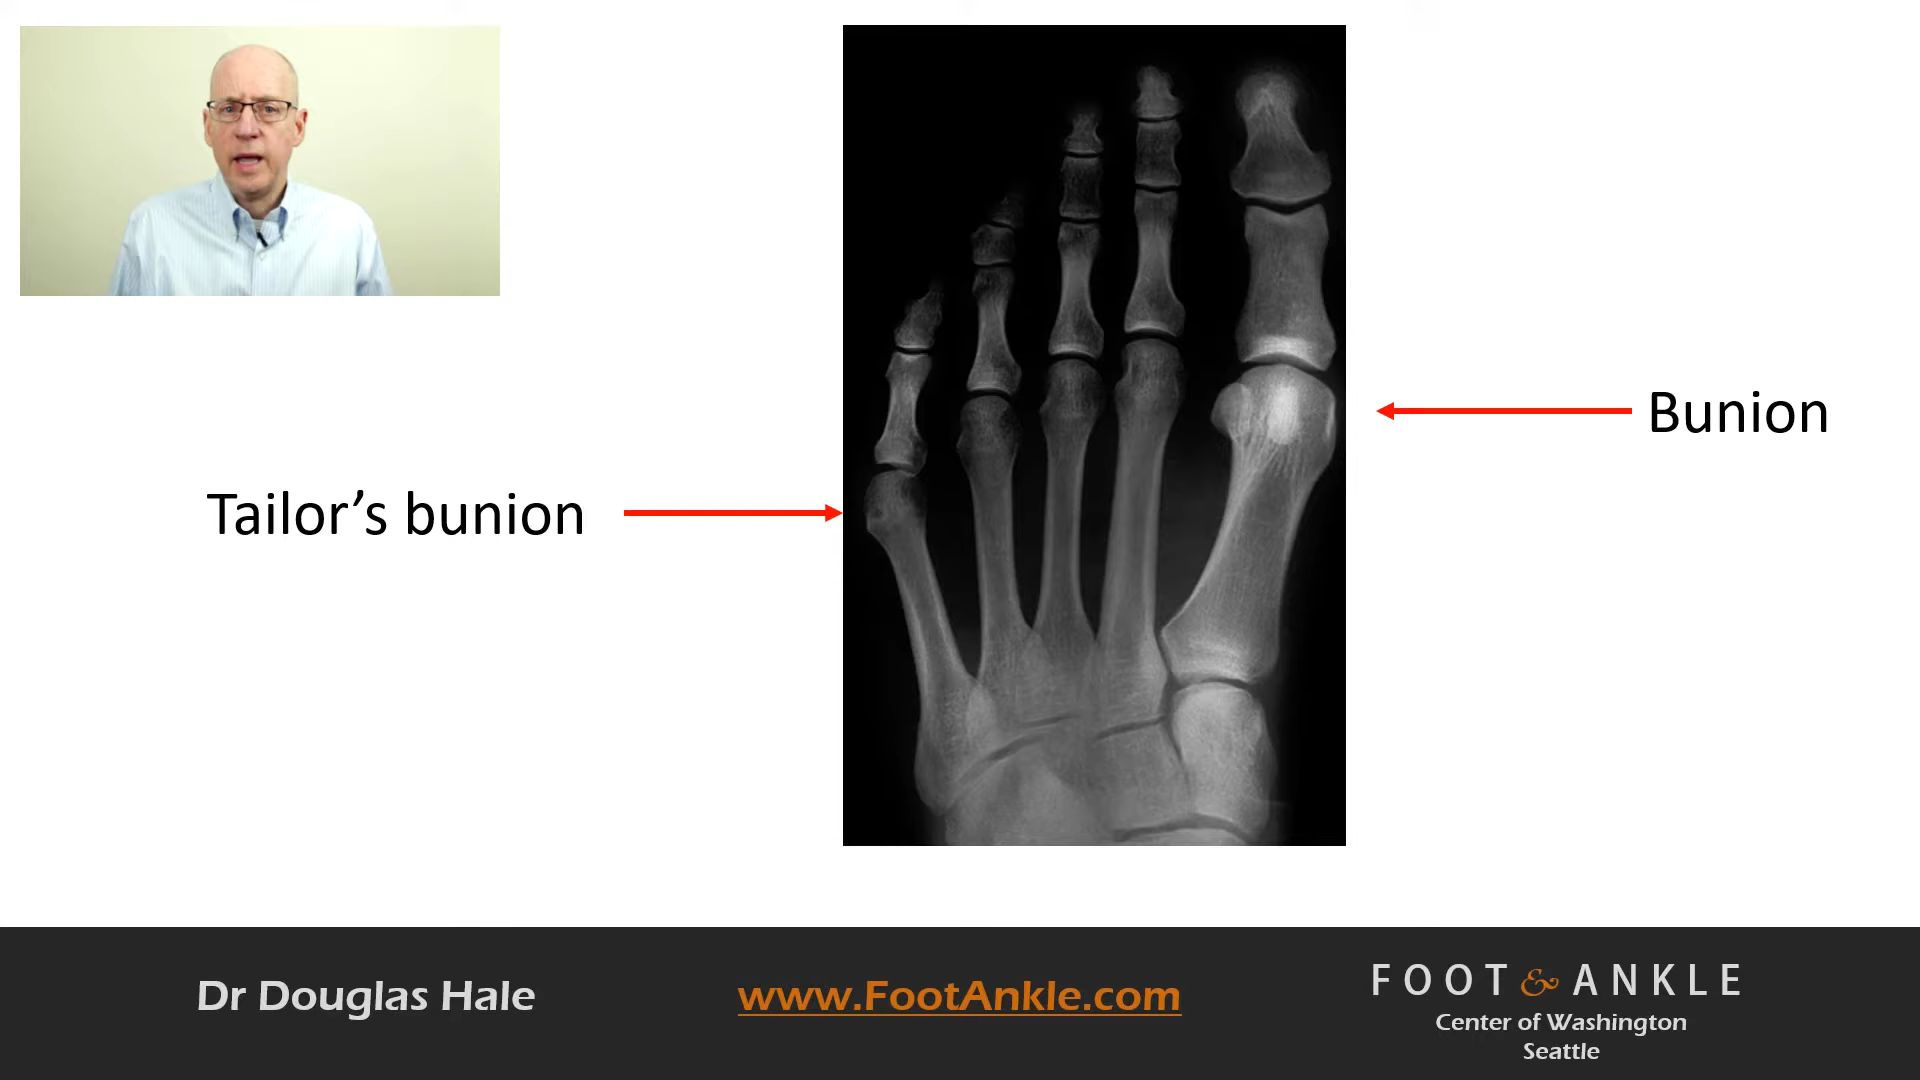 Bunion
Tailor’s bunion
Dr Douglas Hale
www.FootAnkle.com
FOOT & ANKLE
Center of Washington
Seattle